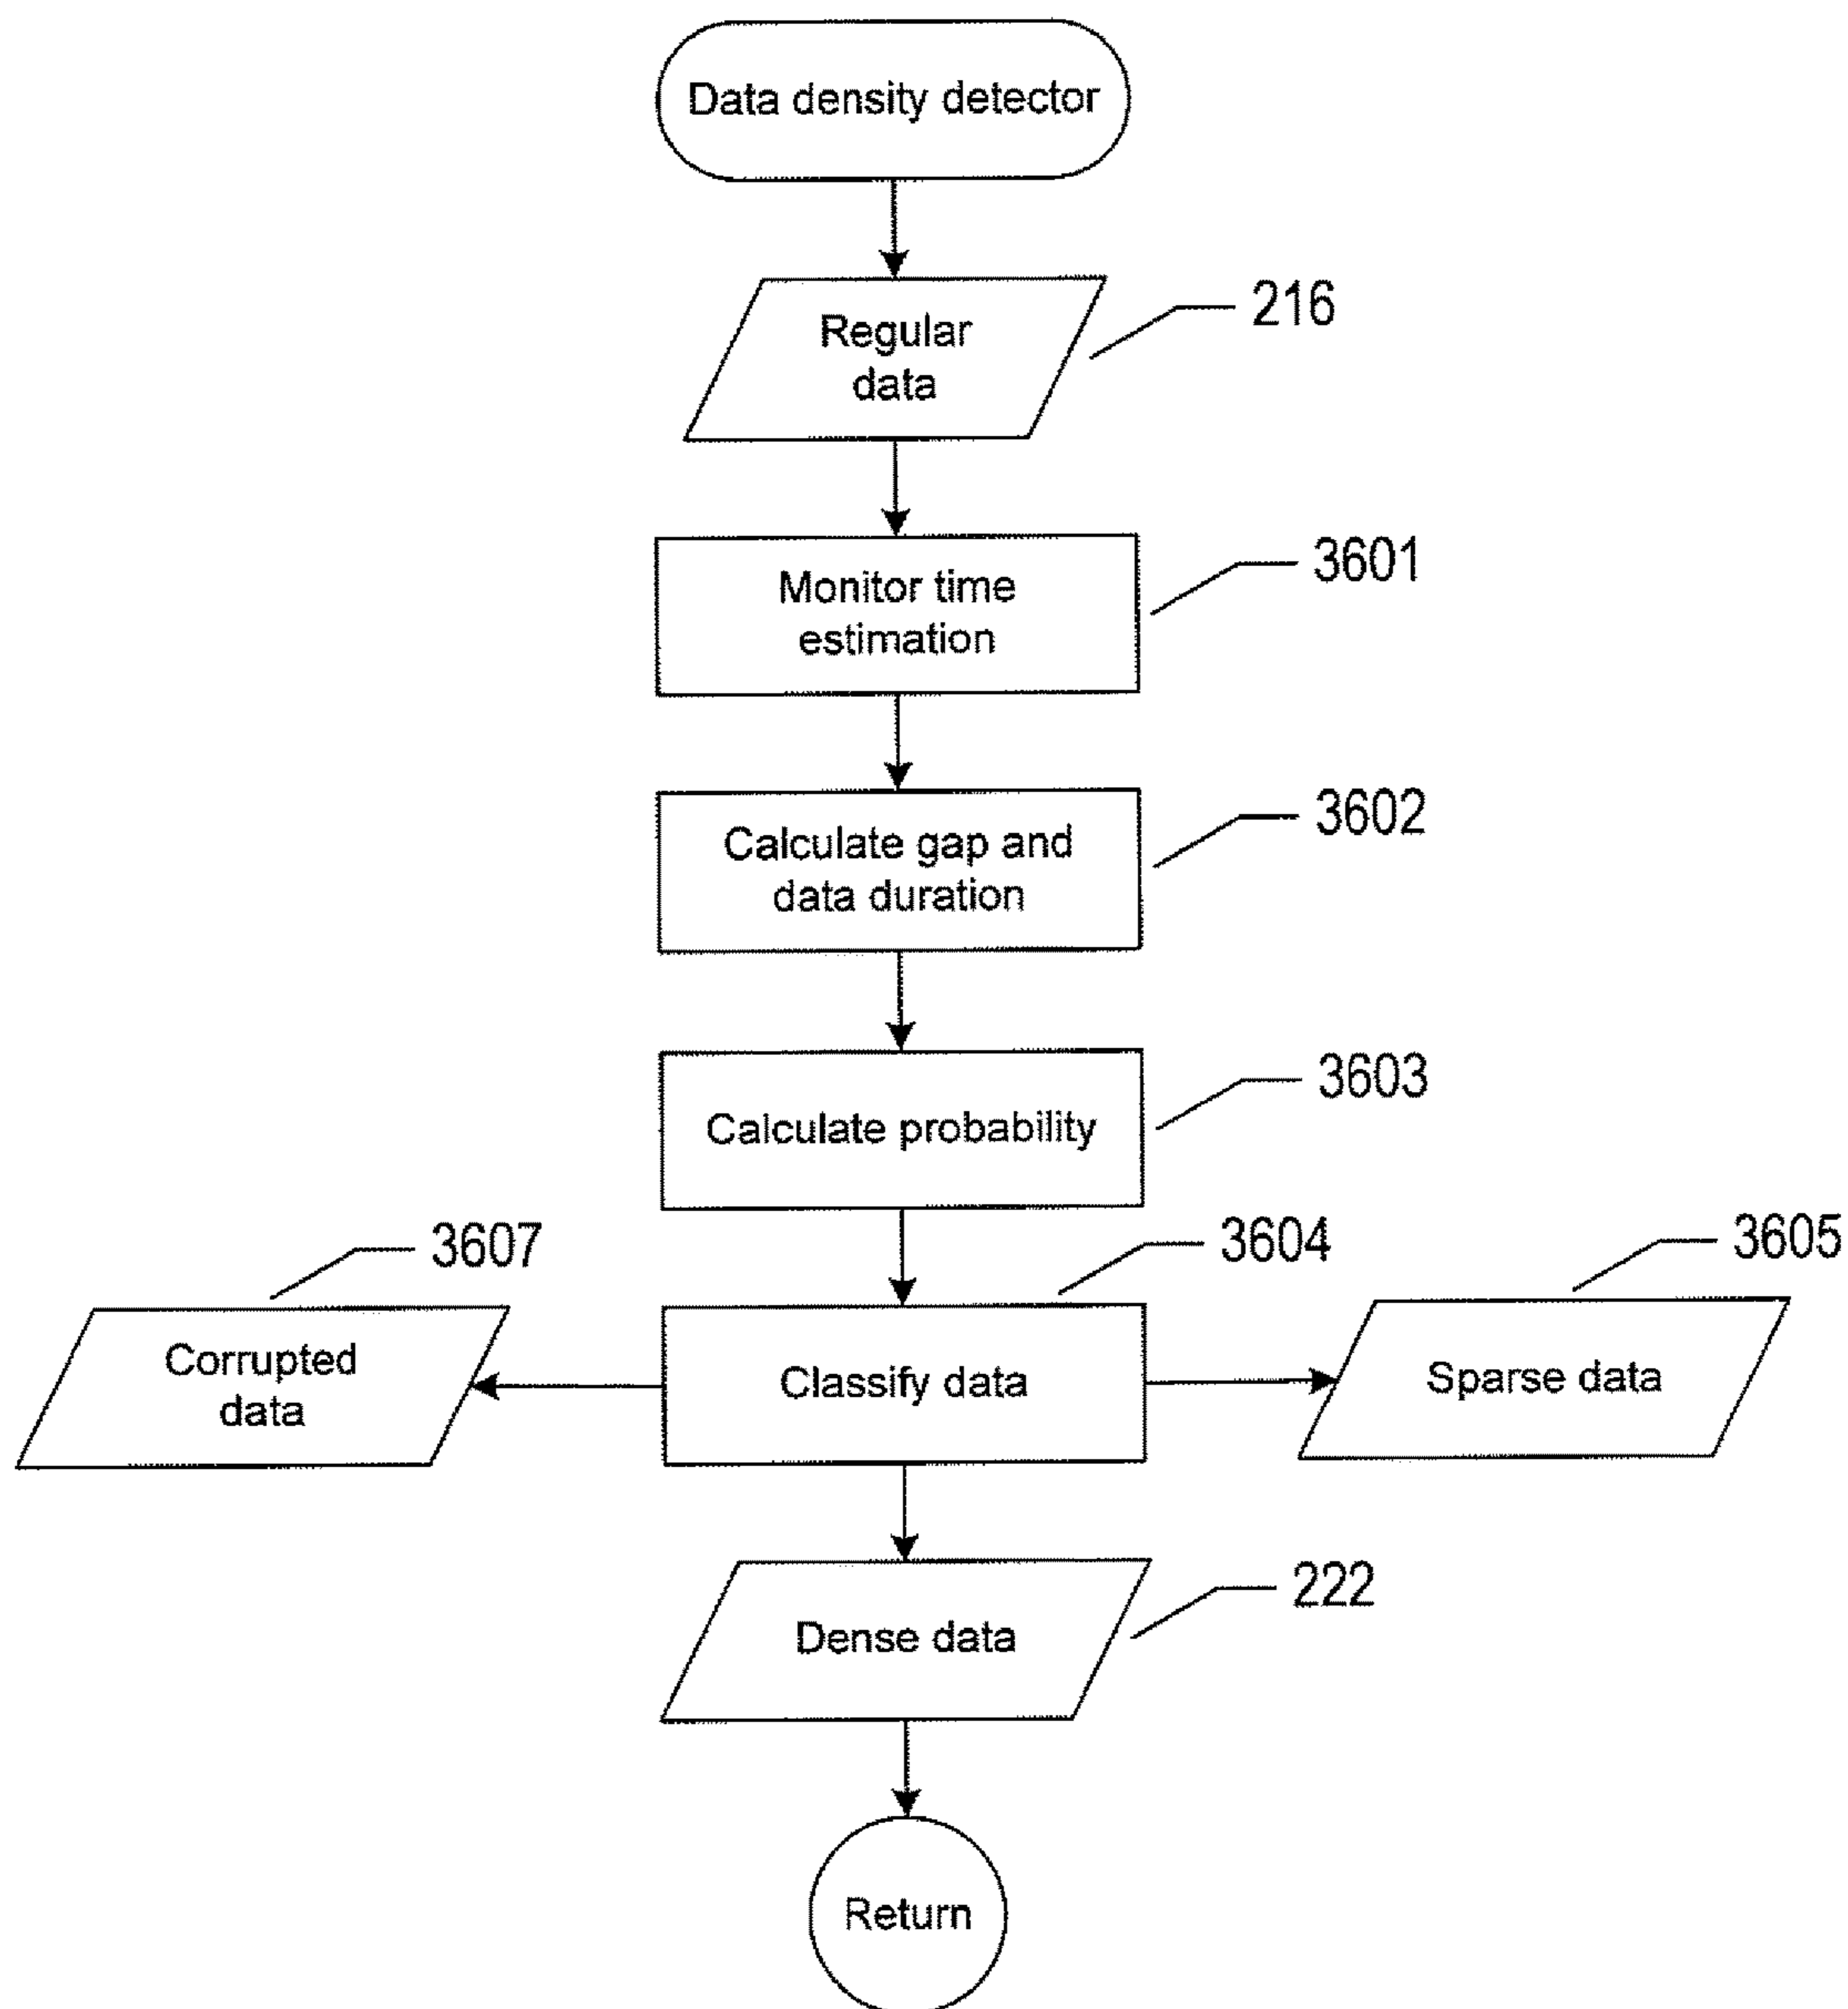 Data density detector
216
Regular
data
3601
Monitor time
estimation
3602
Calculate gap and
data duration
3603
Calculate probability
3607
3604
3605
Corrupted
data
Classify data
Sparse data
222
Dense data
Return